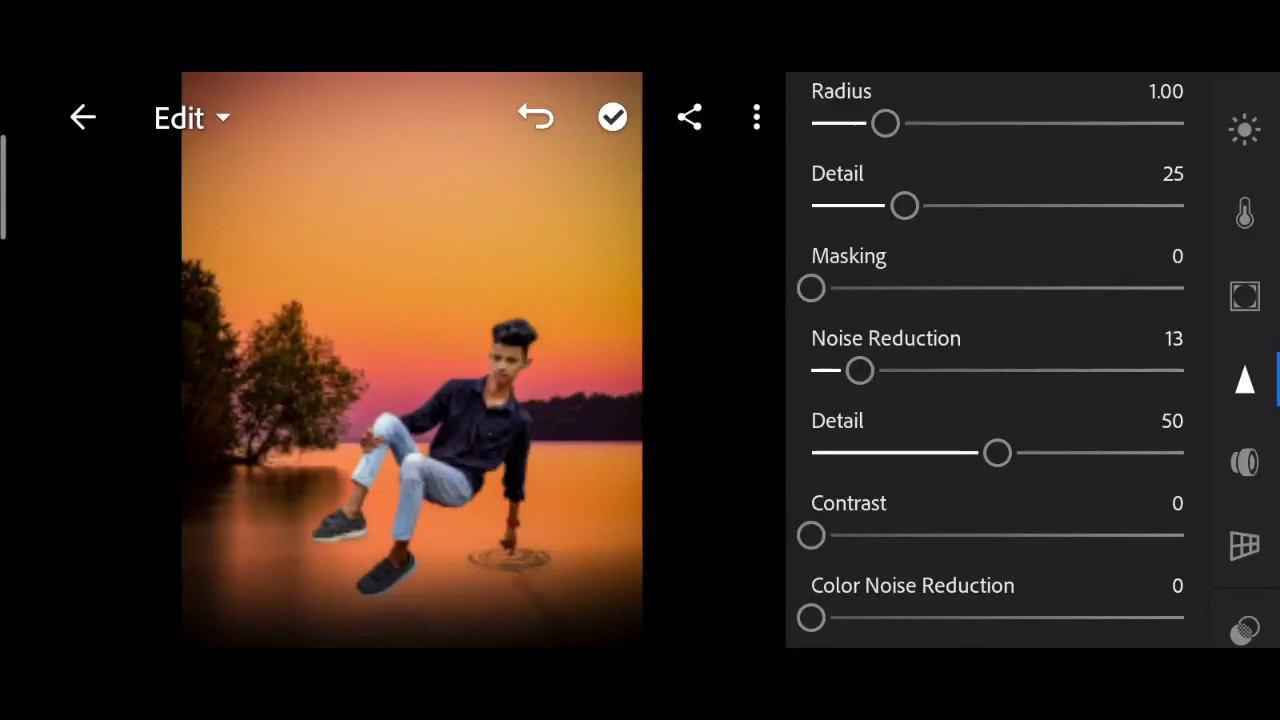 Edit
Radius 1.00
Detail 25
Masking 0
Noise Reduction 13
Detail 50
Contrast 0
Color Noise Reduction 0